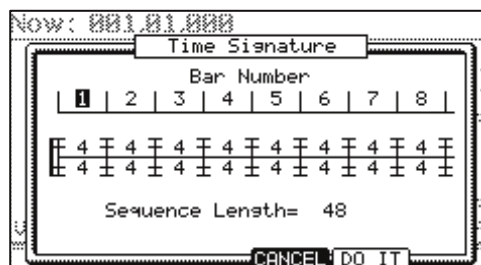 Now: 001.01.000
Time Signature
Bar Number
1 | 2 | 3 | 4 | 5 | 6 | 7 | 8
4 4 4 4 4 4 4 4
4 4 4 4 4 4 4 4
Sequence Length= 48
CANCEL DO IT